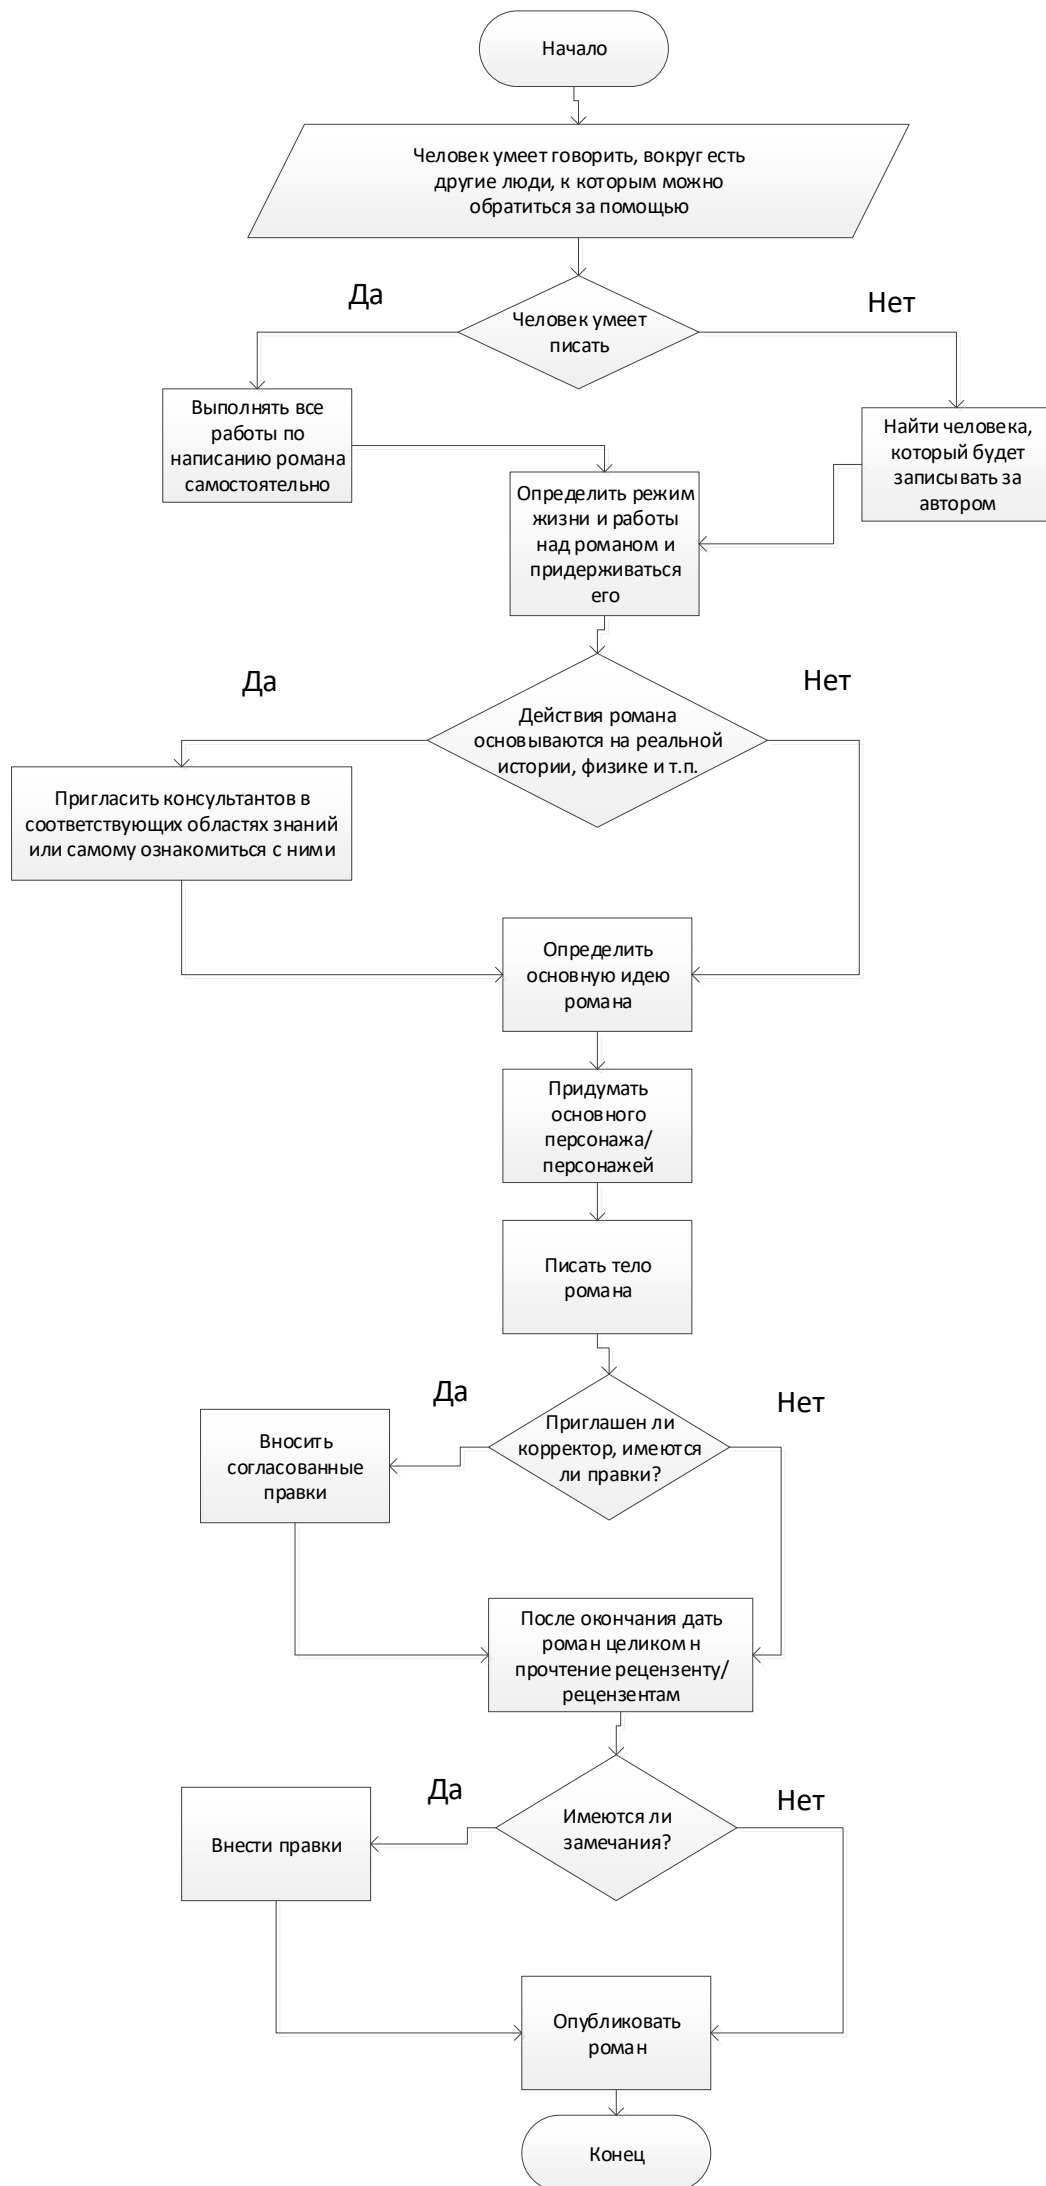 Начало
Человек умеет говорить, вокруг есть
другие люди, к которым можно
обратиться за помощью
Да
Нет
Человек умеет
писать
Выполнять все
работы по
написанию романа
самостоятельно
Найти человека,
который будет
записывать за
автором
Определить режим
жизни и работы
над романом и
придерживаться
его
Да
Нет
Действия романа
основываются на реальной
истории, физике и т.п.
Пригласить консультантов в
соответствующих областях знаний
или самому ознакомиться с ними
Определить
основную идею
романа
Придумать
основного
персонажа/
персонажей
Писать тело
романа
Да
Нет
Приглашен ли
корректор, имеются
ли правки?
Вносить
согласованные
правки
После окончания дать
роман целиком н
прочтение рецензенту/
рецензентам
Да
Нет
Имеются ли
замечания?
Внести правки
Опубликовать
роман
Конец